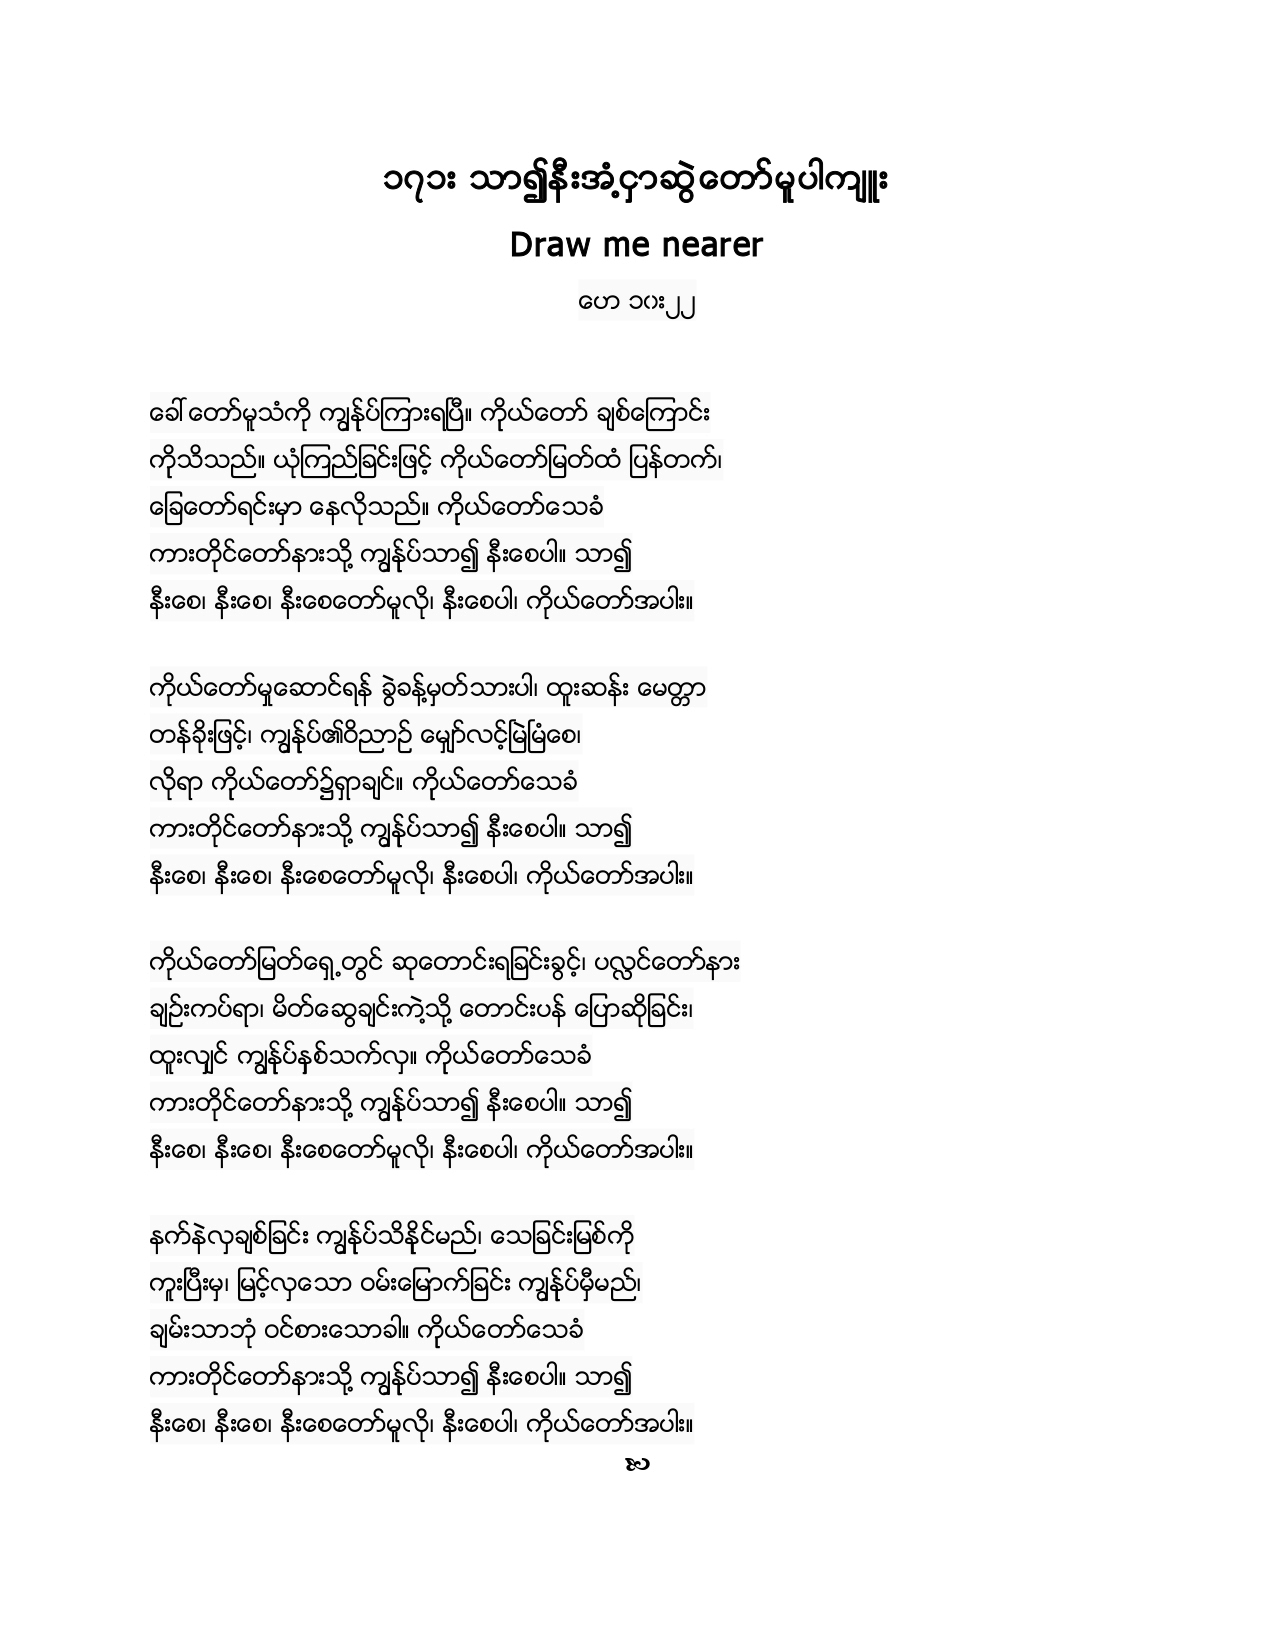 ၁၇၁း သာ၍နီးအံ့ငှာဆွဲတော်မူပါကျူး
Draw me nearer
ဟေ ၁၀း၂၂
ခေါ်တော်မူသံကို ကျွန်ုပ်ကြားရပြီ။ ကိုယ်တော် ချစ်ကြောင်း
ကိုသိသည်။ ယုံကြည်ခြင်းဖြင့် ကိုယ်တော်မြတ်ထံ ပြန်တက်၊
ခြေတော်ရင်းမှာ နေလိုသည်။ ကိုယ်တော်သေခံ
ကားတိုင်တော်နားသို့ ကျွန်ုပ်သာ၍ နီးစေပါ။ သာ၍
နီးစေ၊ နီးစေ၊ နီးစေတော်မူလို၊ နီးစေပါ၊ ကိုယ်တော်အပါး။
ကိုယ်တော်မှုဆောင်ရန် ခွဲခန့်မှတ်သားပါ၊ ထူးဆန်း မေတ္တာ
တန်ခိုးဖြင့်၊ ကျွန်ုပ်၏ဝိညာဉ် မျှော်လင့်မြဲမြံစေ၊
လိုရာ ကိုယ်တော်၌ရှာချင်။ ကိုယ်တော်သေခံ
ကားတိုင်တော်နားသို့ ကျွန်ုပ်သာ၍ နီးစေပါ။ သာ၍
နီးစေ၊ နီးစေ၊ နီးစေတော်မူလို၊ နီးစေပါ၊ ကိုယ်တော်အပါး။
ကိုယ်တော်မြတ်ရှေ့တွင် ဆုတောင်းရခြင်းခွင့်၊ ပလ္လင်တော်နား
ချဉ်းကပ်ရာ၊ မိတ်ဆွေချင်းကဲ့သို့ တောင်းပန် ပြောဆိုခြင်း၊
ထူးလျှင် ကျွန်ုပ်နှစ်သက်လှ။ ကိုယ်တော်သေခံ
ကားတိုင်တော်နားသို့ ကျွန်ုပ်သာ၍ နီးစေပါ။ သာ၍
နီးစေ၊ နီးစေ၊ နီးစေတော်မူလို၊ နီးစေပါ၊ ကိုယ်တော်အပါး။
နက်နဲလှချစ်ခြင်း ကျွန်ုပ်သိနိုင်မည်၊ သေခြင်းမြစ်ကို
ကူးပြီးမှ၊ မြင့်လှသော ဝမ်းမြောက်ခြင်း ကျွန်ုပ်မှီမည်၊
ချမ်းသာဘုံ ဝင်စားသောခါ။ ကိုယ်တော်သေခံ
ကားတိုင်တော်နားသို့ ကျွန်ုပ်သာ၍ နီးစေပါ။ သာ၍
နီးစေ၊ နီးစေ၊ နီးစေတော်မူလို၊ နီးစေပါ၊ ကိုယ်တော်အပါး။